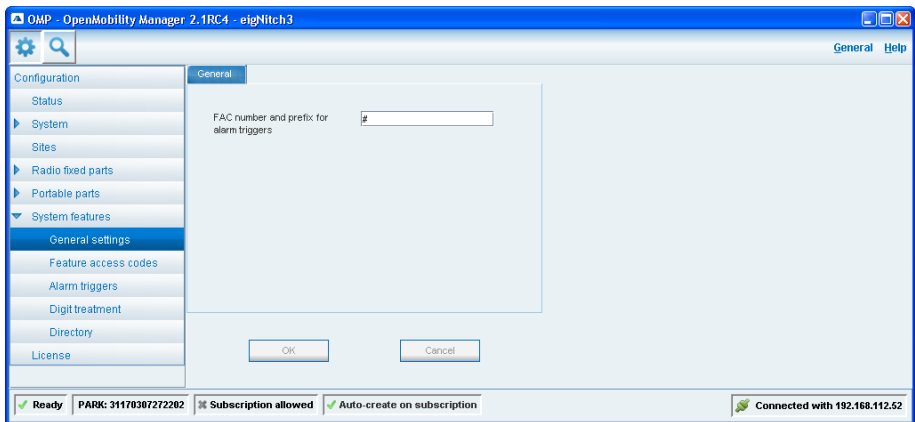 OMP - OpenMobility Manager 2.1RC4 - eigNitch3
General Help
Configuration
Status
System
Sites
Radio fixed parts
Portable parts
System features
General settings
Feature access codes
Alarm triggers
Digit treatment
Directory
License
General
FAC number and prefix for
alarm triggers
#
OK Cancel
Ready PARK: 31170307272202 Subscription allowed Auto-create on subscription Connected with 192.168.112.52